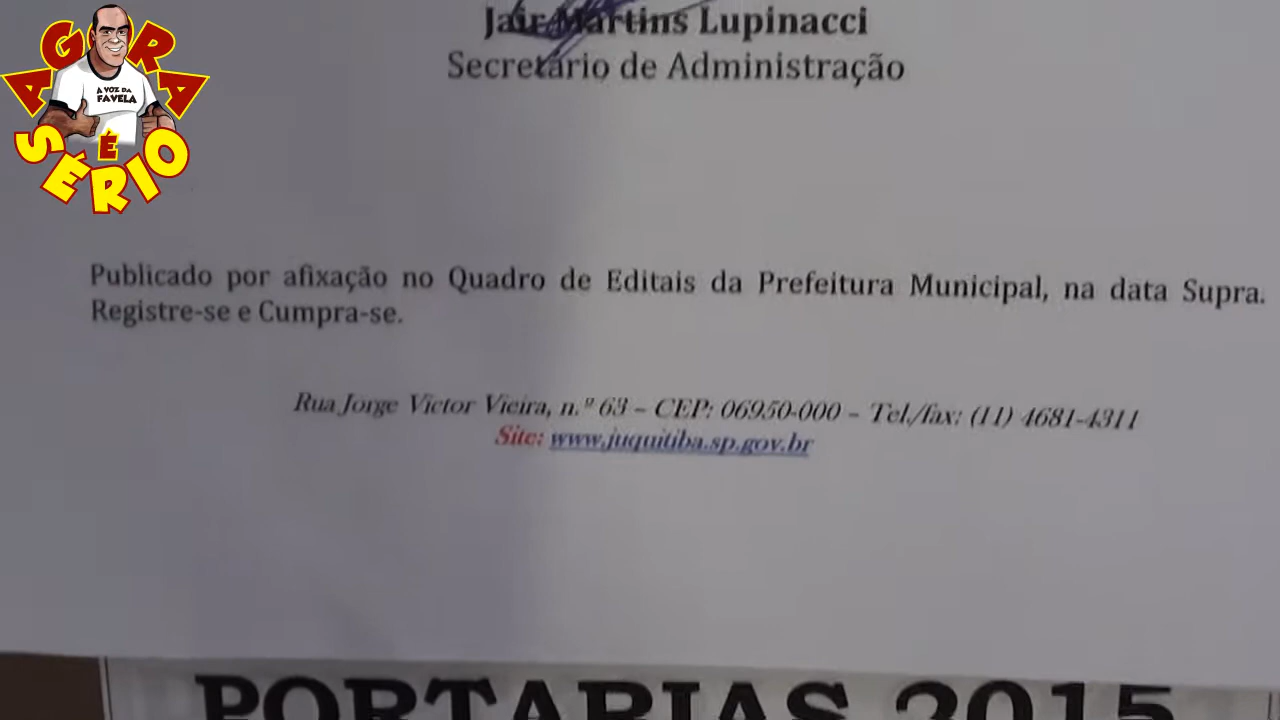 AGORA
A VOZ DA
FAVELA
É
SÉRIO
Jair Martins Lupinacci
Secretário de Administração
Publicado por afixação no Quadro de Editais da Prefeitura Municipal, na data Supra.
Registre-se e Cumpra-se.
Rua Jorge Victor Vieira, n.º 63 – CEP: 06950-000 – Tel./fax: (11) 4681-4311
Site: www.juquitiba.sp.gov.br
PORTARIAS 2015